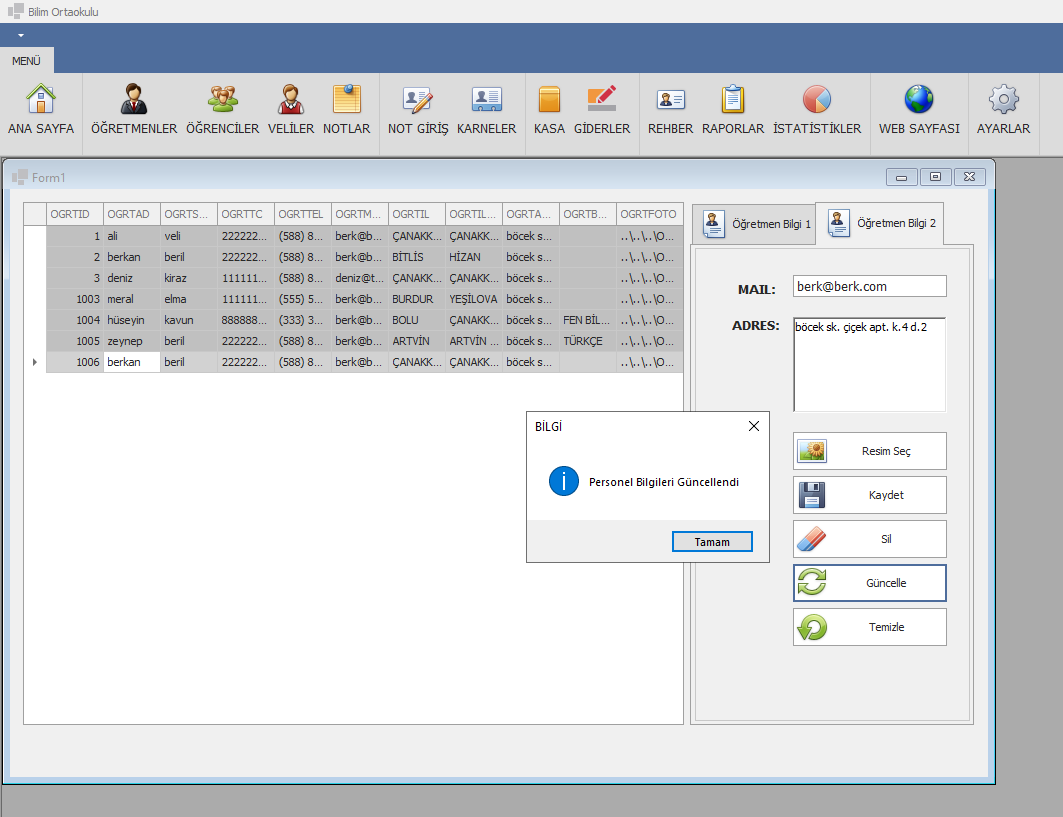 Bilim Ortaokulu
MENÜ
ANA SAYFA ÖĞRETMENLER ÖĞRENCİLER VELİLER NOTLAR NOT GİRİŞ KARNELER KASA GİDERLER REHBER RAPORLAR İSTATİSTİKLER WEB SAYFASI AYARLAR
Form1
OGRTID OGRTAD OGRTS... OGRTTC OGRTTEL OGRTM... OGRTIL OGRTIL... OGRTA... OGRTB... OGRTFOTO
1 ali veli 222222... (588) 8... berk@b... ÇANAKK... ÇANAKK... böcek s... ..\..\..\O...
2 berkan beril 222222... (588) 8... berk@b... BİTLİS HİZAN böcek s... ..\..\..\O...
3 deniz kiraz 111111... (588) 8... deniz@t... ÇANAKK... ÇANAKK... böcek s... ..\..\..\O...
1003 meral elma 111111... (555) 5... berk@b... BURDUR YEŞİLOVA böcek s... ..\..\..\O...
1004 hüseyin kavun 888888... (333) 3... berk@b... BOLU ÇANAKK... böcek s... FEN BİL... ..\..\..\O...
1005 zeynep beril 222222... (588) 8... berk@b... ARTVİN ARTVİN ... böcek s... TÜRKÇE ..\..\..\O...
1006 berkan beril 222222... (588) 8... berk@b... ÇANAKK... ÇANAKK... böcek s... ..\..\..\O...
Öğretmen Bilgi 1 Öğretmen Bilgi 2
MAIL: berk@berk.com
ADRES: böcek sk. çiçek apt. k.4 d.2
Resim Seç
Kaydet
Sil
Güncelle
Temizle
BİLGİ
Personel Bilgileri Güncellendi
Tamam